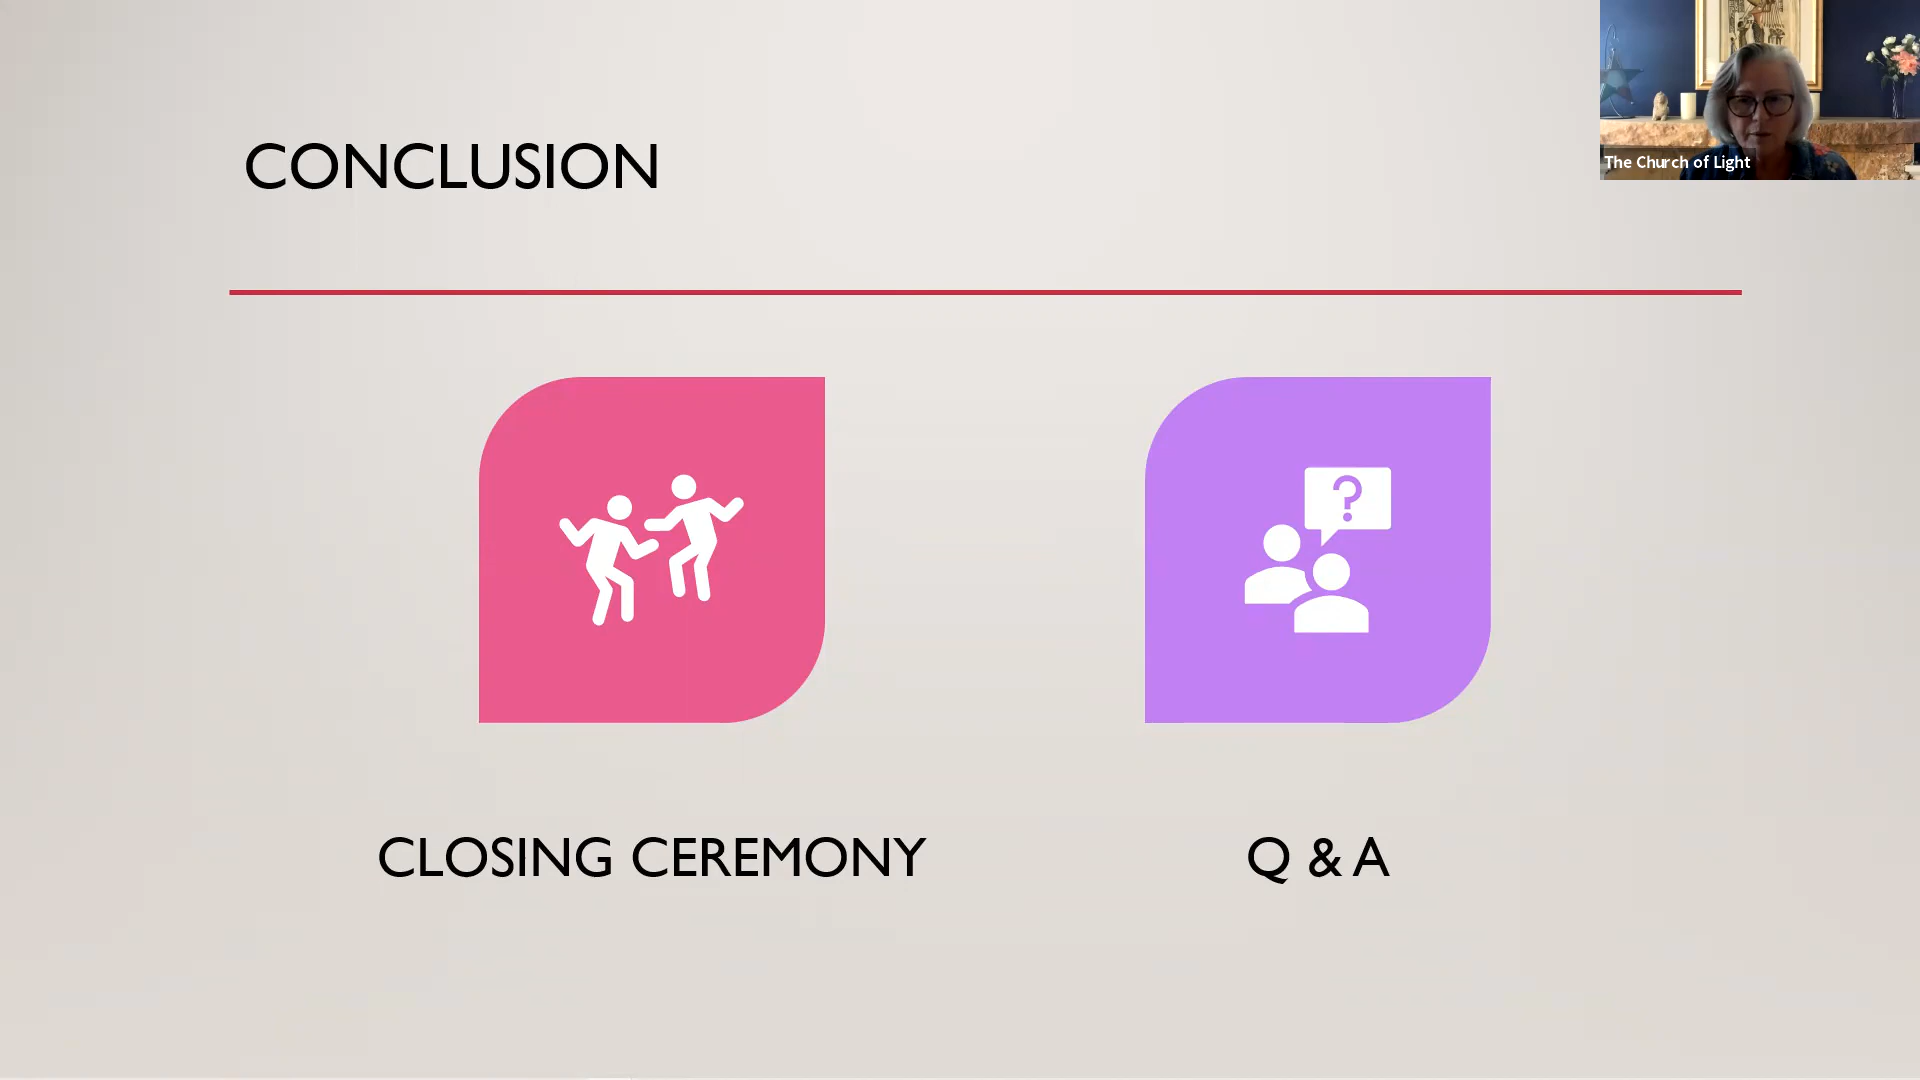 The Church of Light
CONCLUSION
?
CLOSING CEREMONY
Q & A